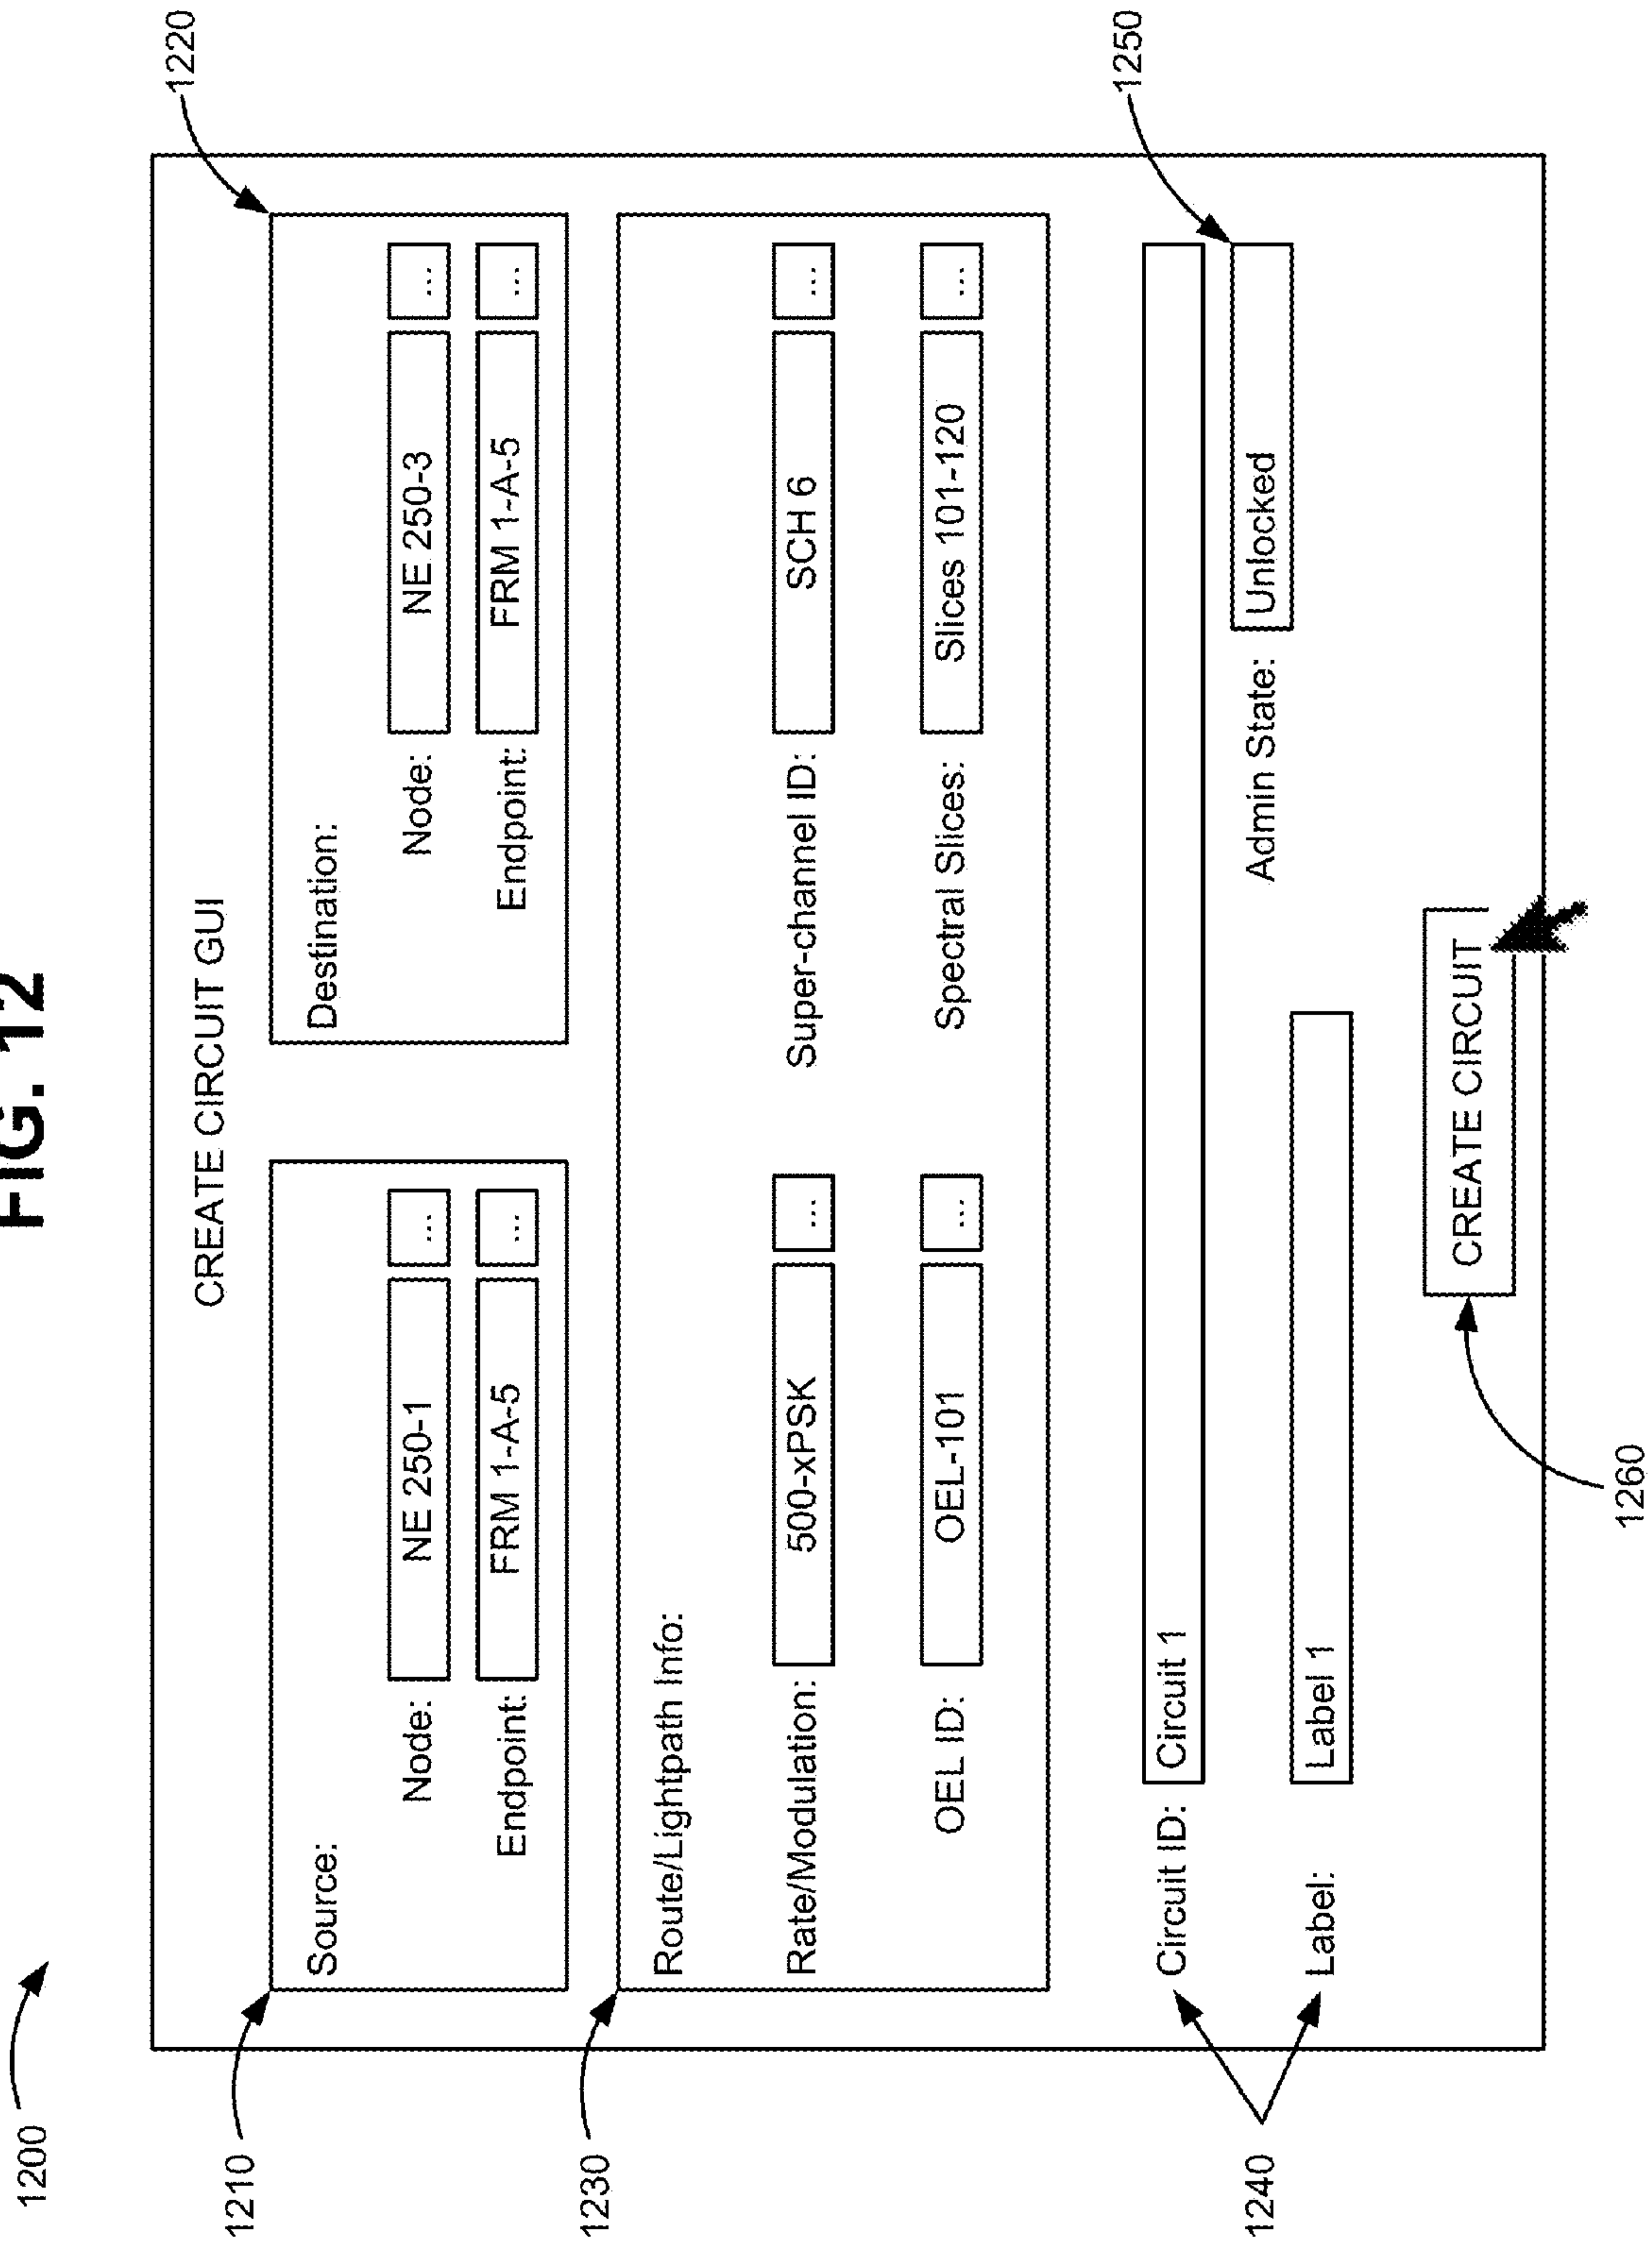 FIG. 12
1200
CREATE CIRCUIT GUI
1210
1220
Source:
Node: NE 250-1 ...
Endpoint: FRM 1-A-5 ...
Destination:
Node: NE 250-3 ...
Endpoint: FRM 1-A-5 ...
1230
Route/Lightpath Info:
Rate/Modulation: 500-xPSK ... Super-channel ID: SCH 6 ...
OEL ID: OEL-101 ... Spectral Slices: Slices 101-120 ...
1240
Circuit ID: Circuit 1
1250
Admin State: Unlocked
Label: Label 1
CREATE CIRCUIT
1260